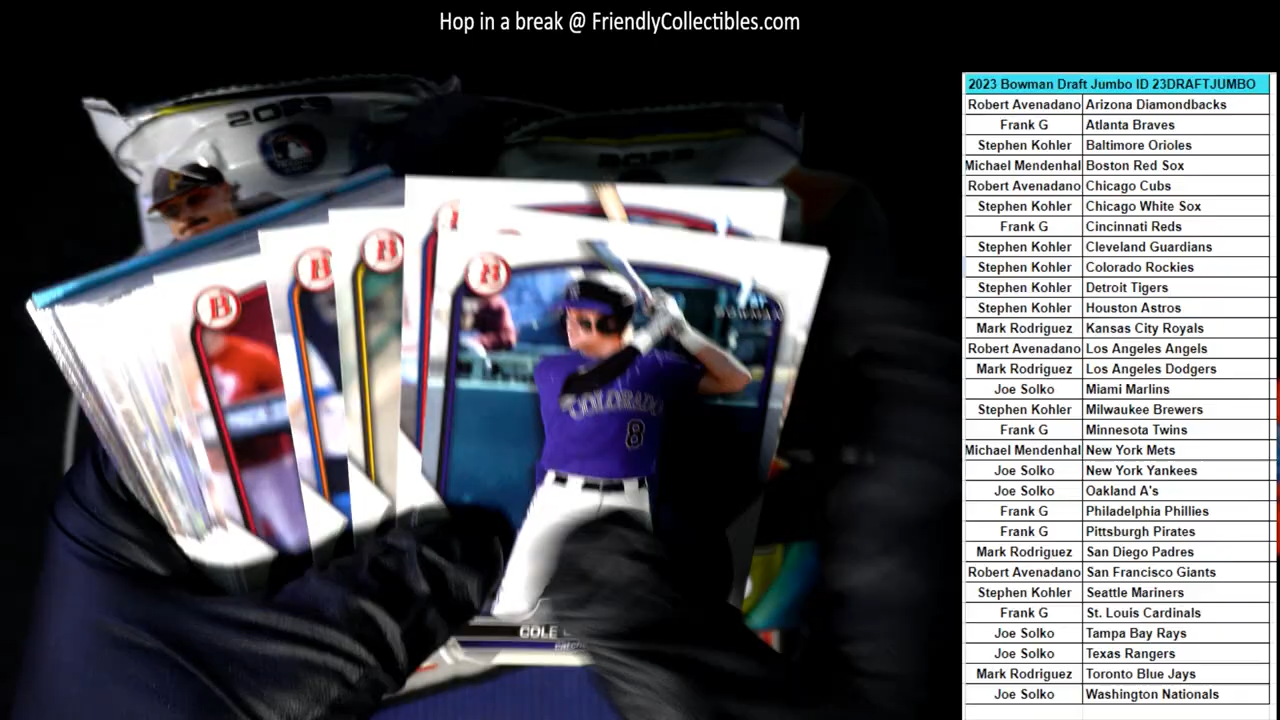 Hop in a break @ FriendlyCollectibles.com
2023 Bowman Draft Jumbo ID 23DRAFTJUMBO
Robert Avenadano Arizona Diamondbacks
Frank G Atlanta Braves
Stephen Kohler Baltimore Orioles
Michael Mendenhal Boston Red Sox
Robert Avenadano Chicago Cubs
Stephen Kohler Chicago White Sox
Frank G Cincinnati Reds
Stephen Kohler Cleveland Guardians
Stephen Kohler Colorado Rockies
Stephen Kohler Detroit Tigers
Stephen Kohler Houston Astros
Mark Rodriguez Kansas City Royals
Robert Avenadano Los Angeles Angels
Mark Rodriguez Los Angeles Dodgers
Joe Solko Miami Marlins
Stephen Kohler Milwaukee Brewers
Frank G Minnesota Twins
Michael Mendenhal New York Mets
Joe Solko New York Yankees
Joe Solko Oakland A's
Frank G Philadelphia Phillies
Frank G Pittsburgh Pirates
Mark Rodriguez San Diego Padres
Robert Avenadano San Francisco Giants
Stephen Kohler Seattle Mariners
Frank G St. Louis Cardinals
Joe Solko Tampa Bay Rays
Joe Solko Texas Rangers
Mark Rodriguez Toronto Blue Jays
Joe Solko Washington Nationals
2023
B
B
B
B
BOWMAN
COLORADO
8
COLE